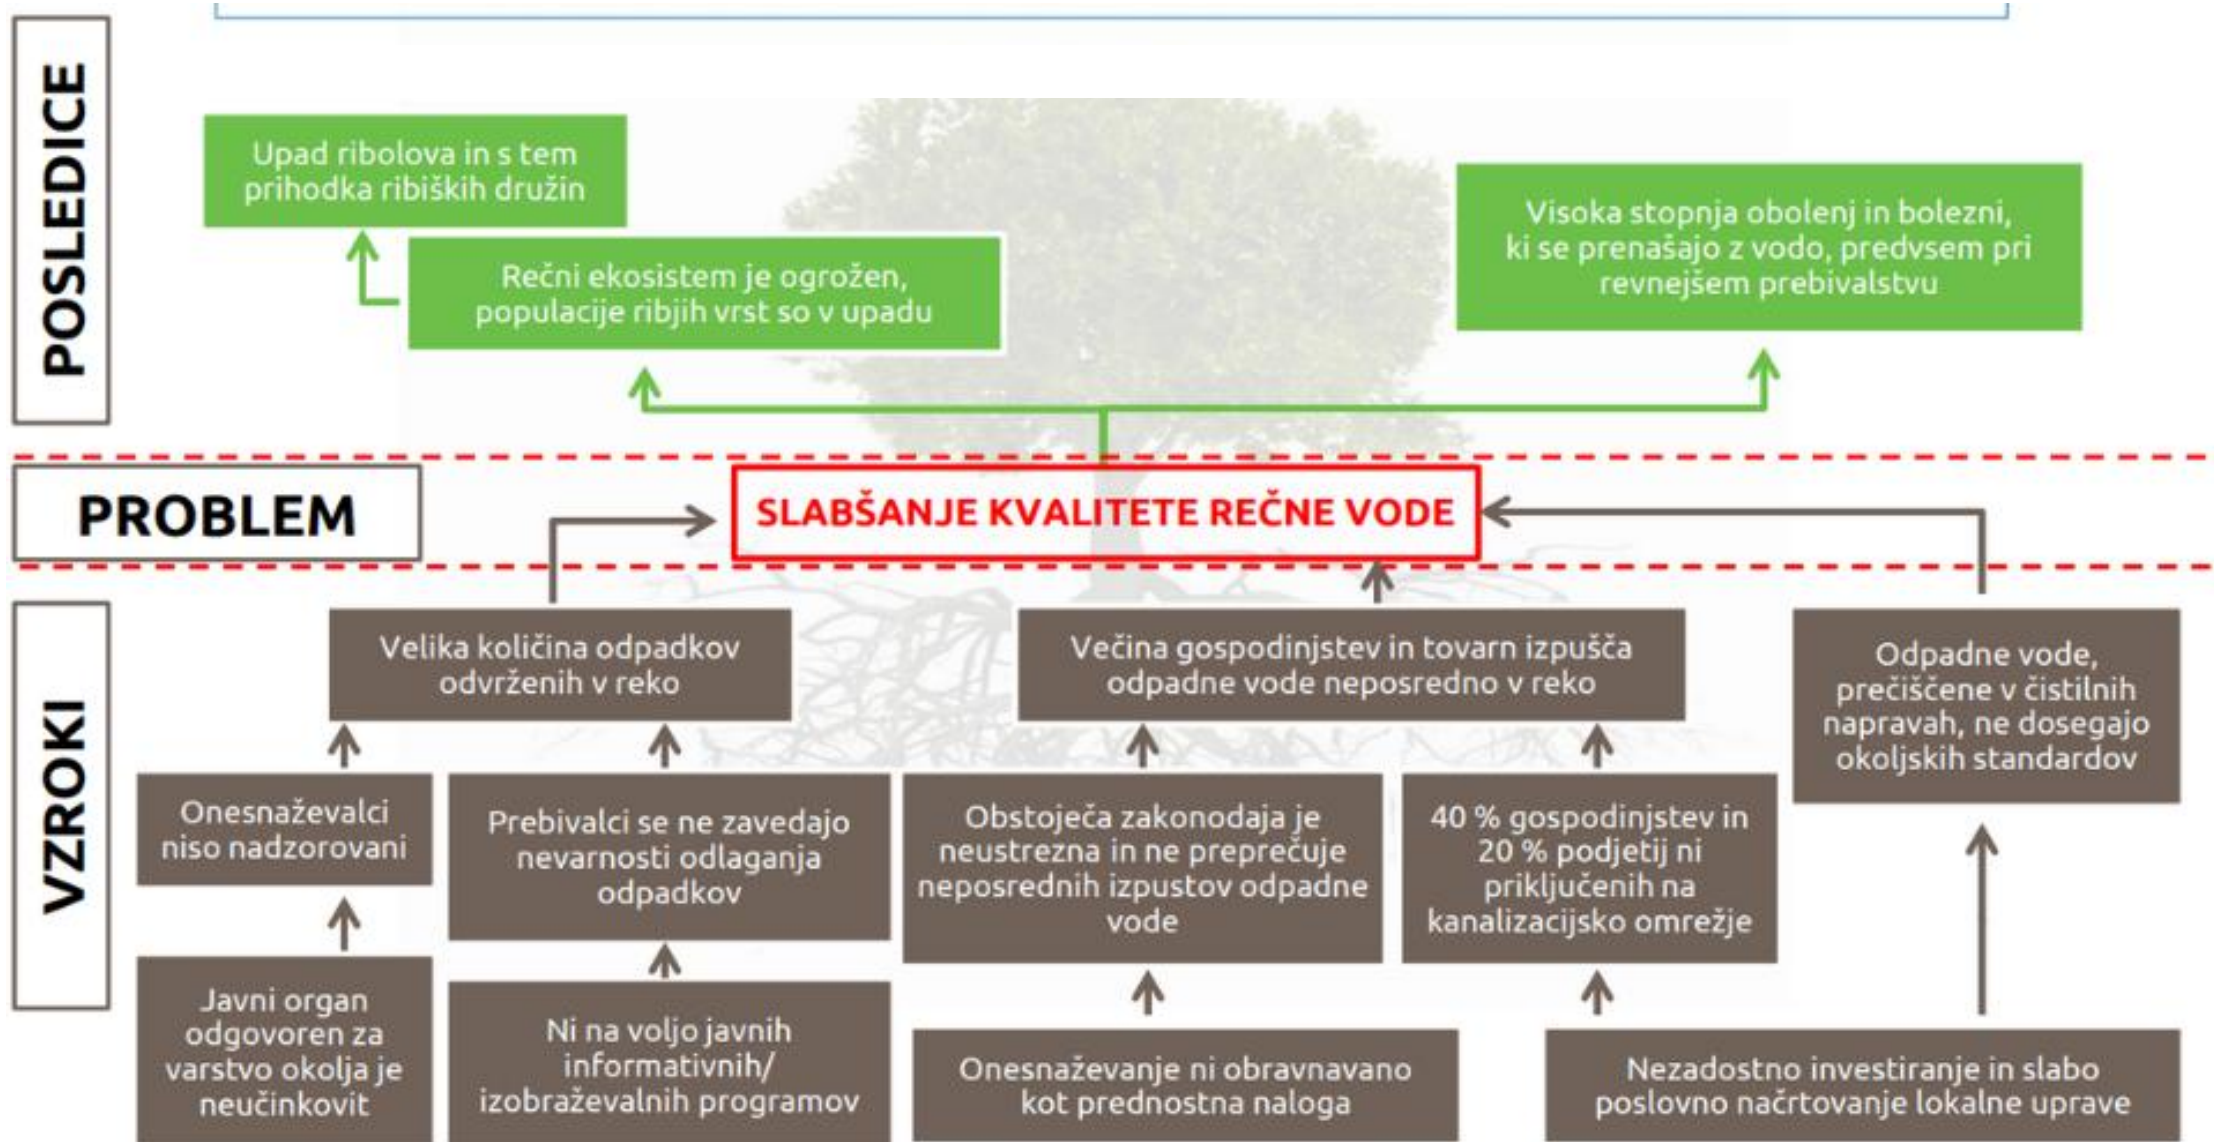 POSLEDICE
Upad ribolova in s tem
prihodka ribiških družin
Rečni ekosistem je ogrožen,
populacije ribjih vrst so v upadu
Visoka stopnja obolenj in bolezni,
ki se prenašajo z vodo, predvsem pri
revnejšem prebivalstvu
PROBLEM
SLABŠANJE KVALITETE REČNE VODE
VZROKI
Velika količina odpadkov
odvrženih v reko
Večina gospodinjstev in tovarn izpušča
odpadne vode neposredno v reko
Odpadne vode,
prečiščene v čistilnih
napravah, ne dosegajo
okoljskih standardov
Onesnaževalci
niso nadzorovani
Prebivalci se ne zavedajo
nevarnosti odlaganja
odpadkov
Obstoječa zakonodaja je
neustrezna in ne preprečuje
neposrednih izpustov odpadne
vode
40 % gospodinjstev in
20 % podjetij ni
priključenih na
kanalizacijsko omrežje
Javni organ
odgovoren za
varstvo okolja je
neučinkovit
Ni na voljo javnih
informativnih/
izobraževalnih programov
Onesnaževanje ni obravnavano
kot prednostna naloga
Nezadostno investiranje in slabo
poslovno načrtovanje lokalne uprave